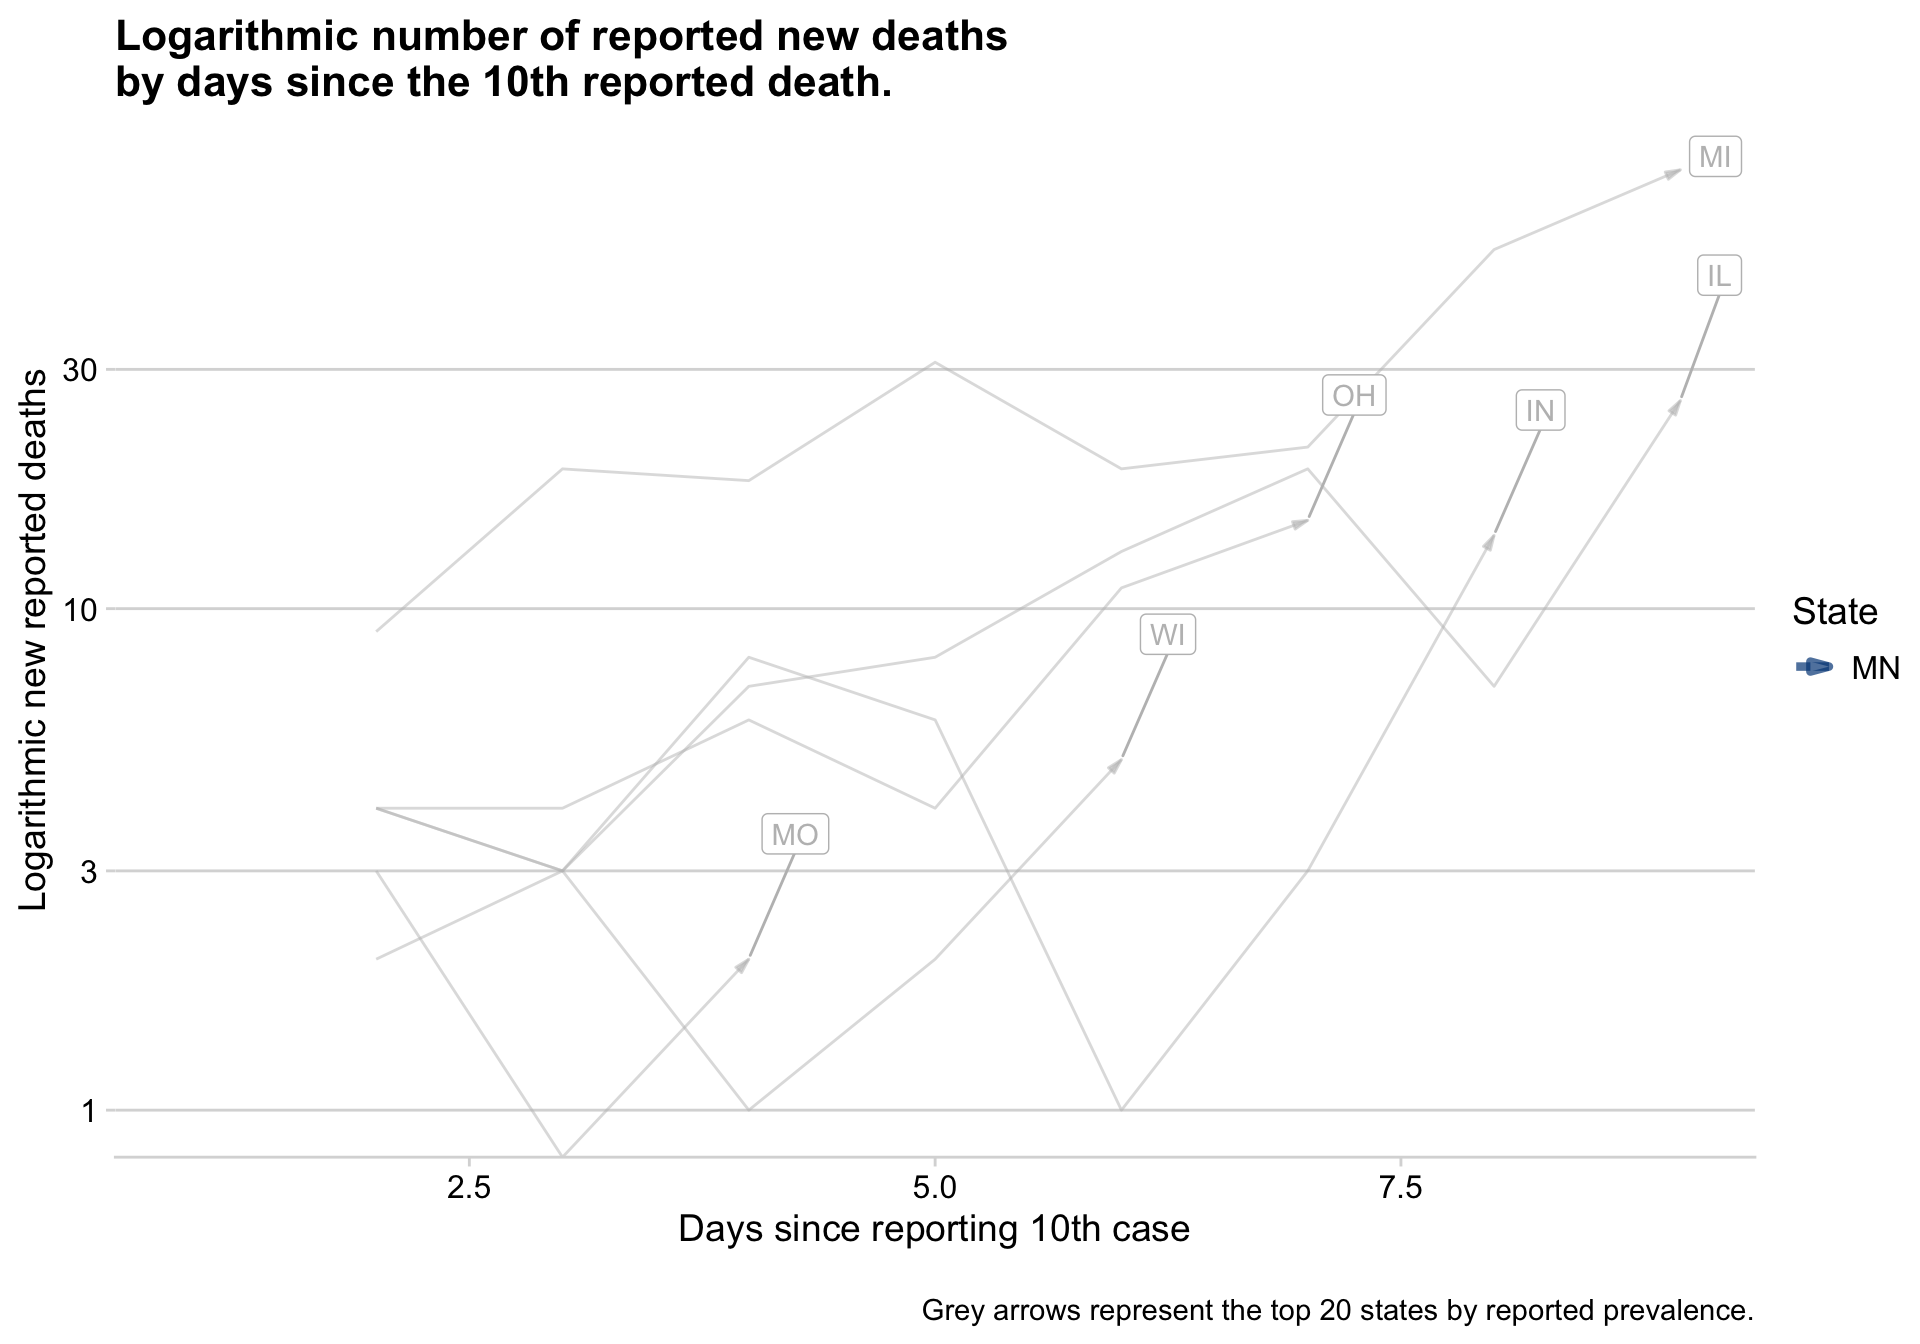 Logarithmic number of reported new deaths
by days since the 10th reported death.
MI
IL
30
OH
IN
10
WI
State
MN
MO
3
1
Logarithmic new reported deaths
2.5 5.0 7.5
Days since reporting 10th case
Grey arrows represent the top 20 states by reported prevalence.